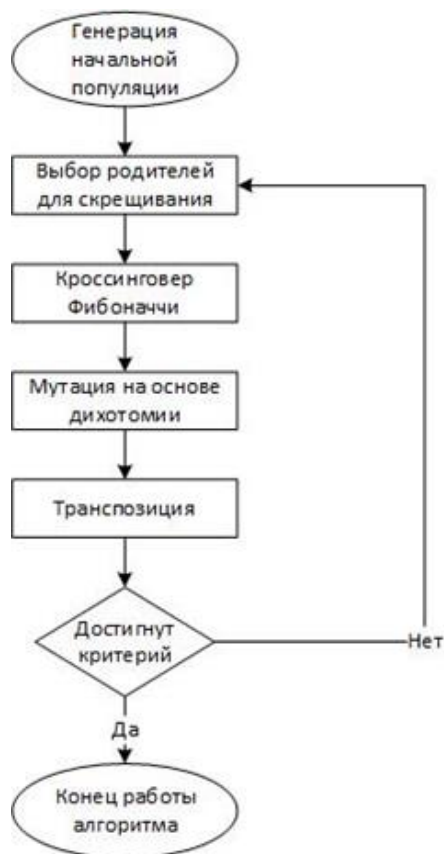 Генерация
начальной
популяции
Выбор родителей
для скрещивания
Кроссинговер
Фибоначчи
Мутация на основе
дихотомии
Транспозиция
Достигнут
критерий
Нет
Да
Конец работы
алгоритма